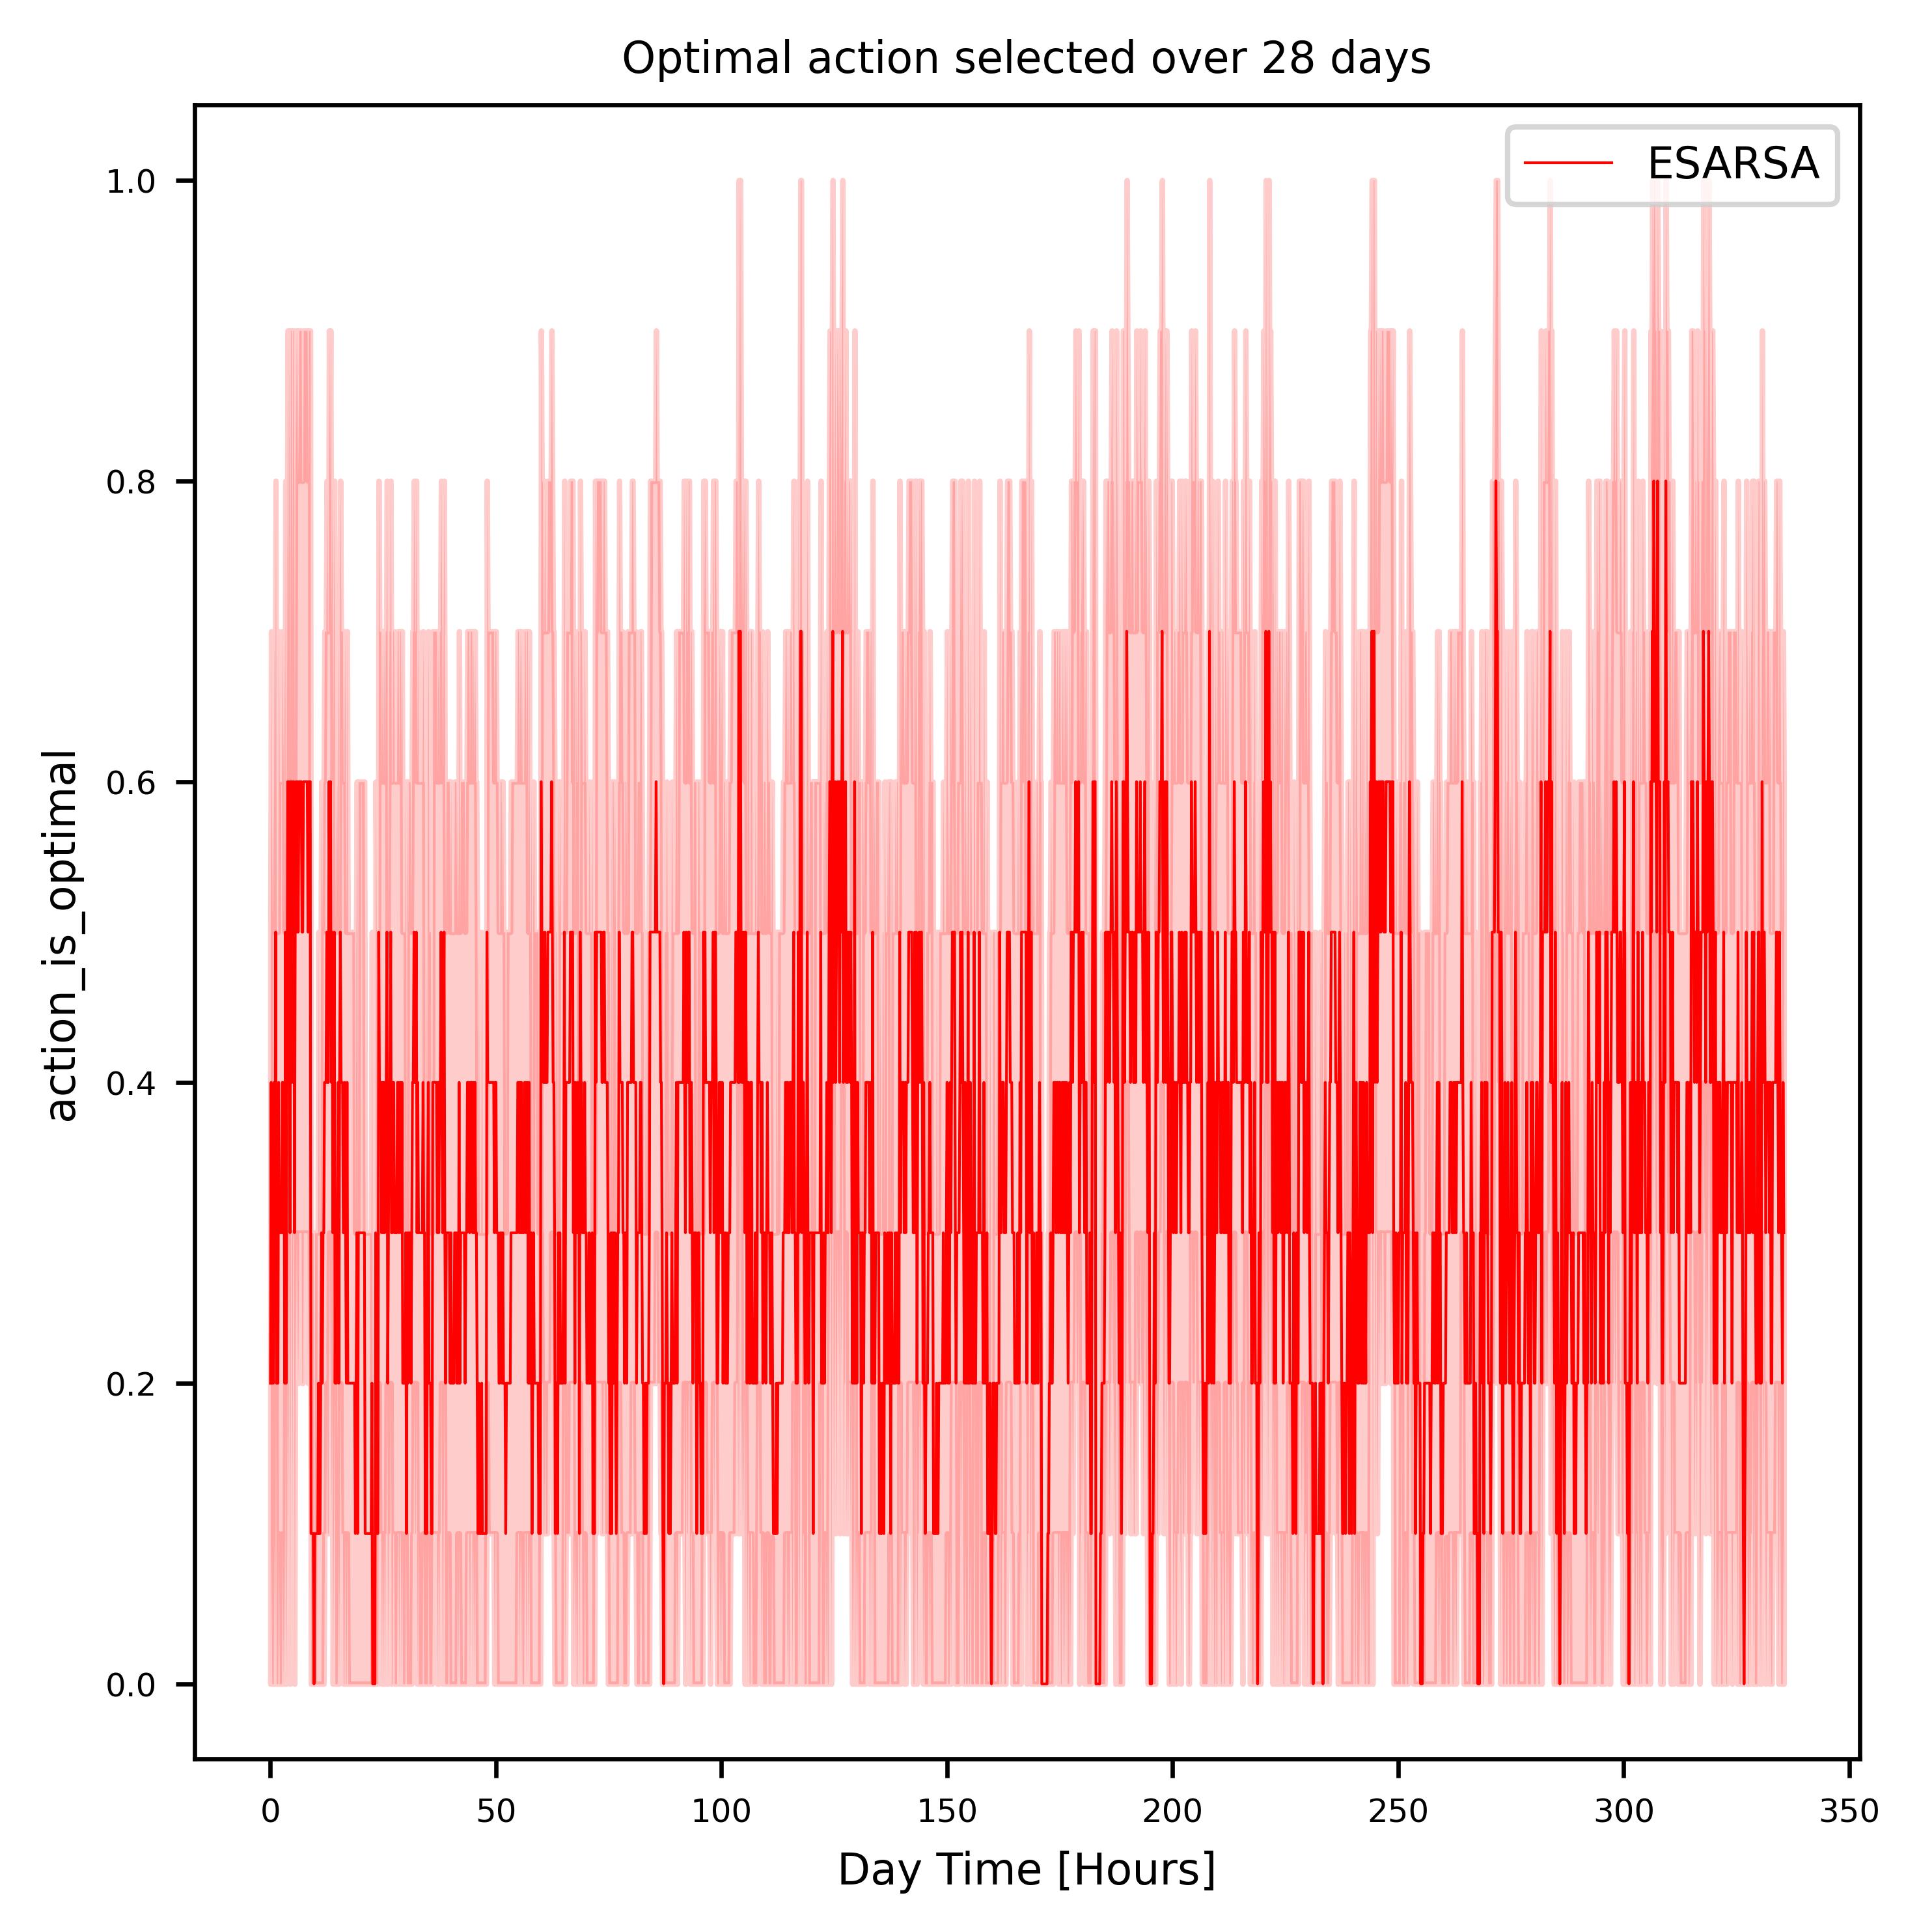 Optimal action selected over 28 days
ESARSA
action_is_optimal
1.0
0.8
0.6
0.4
0.2
0.0
0 50 100 150 200 250 300 350
Day Time [Hours]